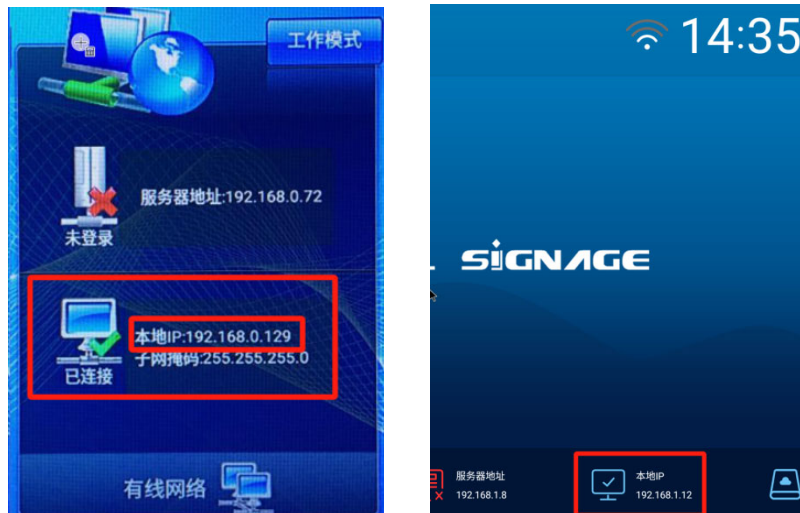 工作模式
服务器地址:192.168.0.72
未登录
本地IP:192.168.0.129
子网掩码:255.255.255.0
已连接
有线网络
14:35
SiGNAGE
服务器地址
192.168.1.8
本地IP
192.168.1.12